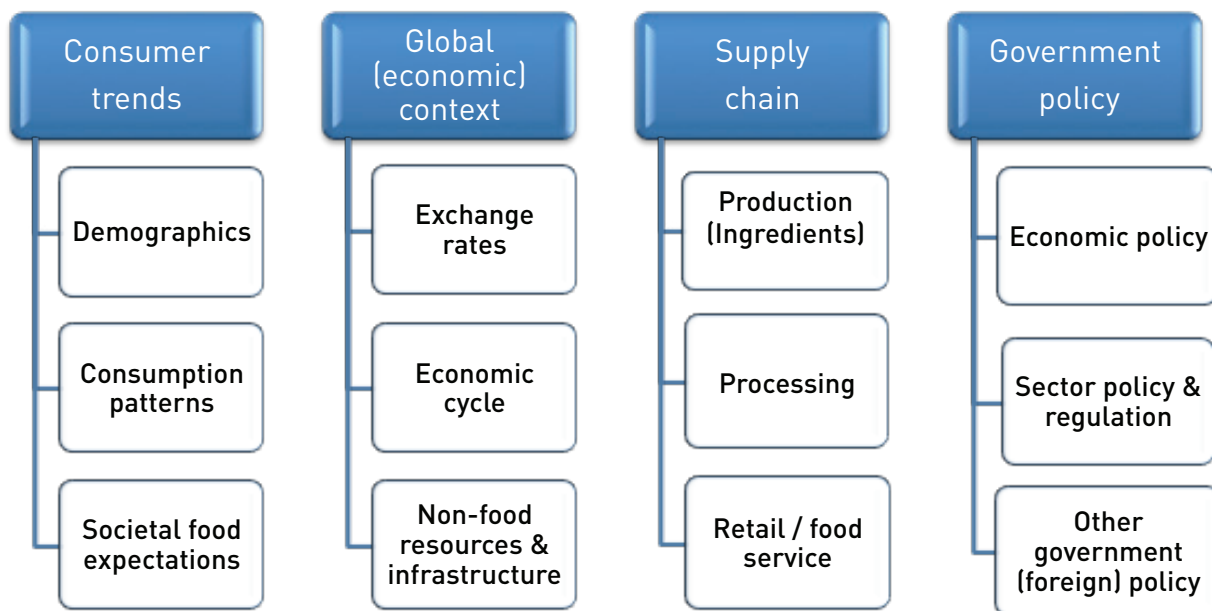 Consumer
trends
Demographics
Consumption
patterns
Societal food
expectations
Global
(economic)
context
Exchange
rates
Economic
cycle
Non-food
resources &
infrastructure
Supply
chain
Production
(Ingredients)
Processing
Retail / food
service
Government
policy
Economic policy
Sector policy &
regulation
Other
government
(foreign) policy